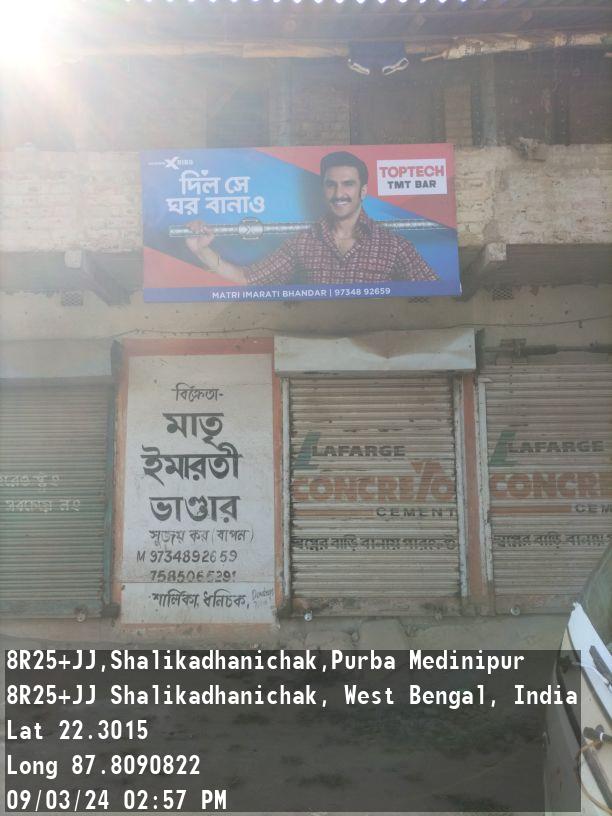 দিল সে
ঘর বানাও
TOPTECH
TMT BAR
MATRI IMARATI BHANDAR | 97348 92659
বিক্রেতা-
মাতৃ
ইমারতী
ভাণ্ডার
সুজয় কর (বাপন)
M 9734892659
7585065291
শালিকা, ধনিচক,
LAFARGE
CONCRETO
CEMENT
LAFARGE
CONCRE
CEM
8R25+JJ,Shalikadhanichak,Purba Medinipur
8R25+JJ Shalikadhanichak, West Bengal, India
Lat 22.3015
Long 87.8090822
09/03/24 02:57 PM